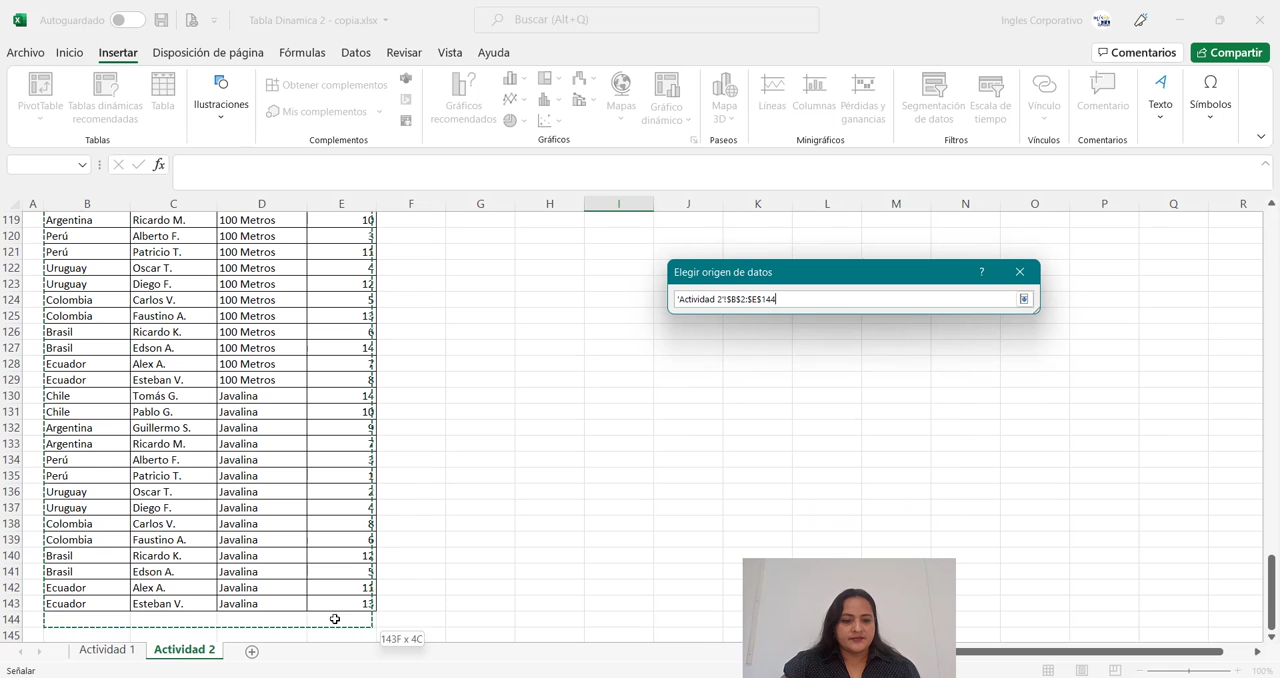 Autoguardado
Tabla Dinamica 2 - copia.xlsx
Buscar (Alt+Q)
Ingles Corporativo
Archivo Inicio Insertar Disposición de página Fórmulas Datos Revisar Vista Ayuda
Comentarios Compartir
PivotTable Tablas dinámicas recomendadas Tabla
Ilustraciones
Obtener complementos
Mis complementos
Gráficos recomendados
Mapas Gráfico dinámico
Mapa 3D
Líneas Columnas Pérdidas y ganancias
Segmentación de datos Escala de tiempo
Vínculo
Comentario
Texto
Símbolos
Tablas Complementos Gráficos Paseos Minigráficos Filtros Vínculos Comentarios
fx
A B C D E F G H I J K L M N O P Q R
119 Argentina Ricardo M. 100 Metros 10
120 Perú Alberto F. 100 Metros 3
121 Perú Patricio T. 100 Metros 11
122 Uruguay Oscar T. 100 Metros 4
123 Uruguay Diego F. 100 Metros 12
124 Colombia Carlos V. 100 Metros 5
125 Colombia Faustino A. 100 Metros 13
126 Brasil Ricardo K. 100 Metros 6
127 Brasil Edson A. 100 Metros 14
128 Ecuador Alex A. 100 Metros 7
129 Ecuador Esteban V. 100 Metros 8
130 Chile Tomás G. Javalina 14
131 Chile Pablo G. Javalina 10
132 Argentina Guillermo S. Javalina 9
133 Argentina Ricardo M. Javalina 7
134 Perú Alberto F. Javalina 3
135 Perú Patricio T. Javalina 1
136 Uruguay Oscar T. Javalina 2
137 Uruguay Diego F. Javalina 4
138 Colombia Carlos V. Javalina 8
139 Colombia Faustino A. Javalina 6
140 Brasil Ricardo K. Javalina 12
141 Brasil Edson A. Javalina 5
142 Ecuador Alex A. Javalina 11
143 Ecuador Esteban V. Javalina 13
144
145
Elegir origen de datos ?
'Actividad 2'!$B$2:$E$144
143F x 4C
Actividad 1 Actividad 2
Señalar
100%